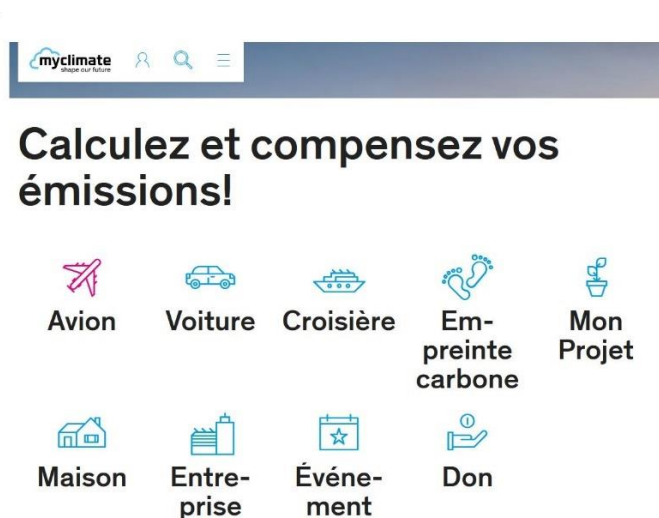 myclimate
shape our future
Calculez et compensez vos
émissions!
Avion Voiture Croisière Em- Mon
preinte Projet
carbone
Maison Entre- Événe- Don
prise ment